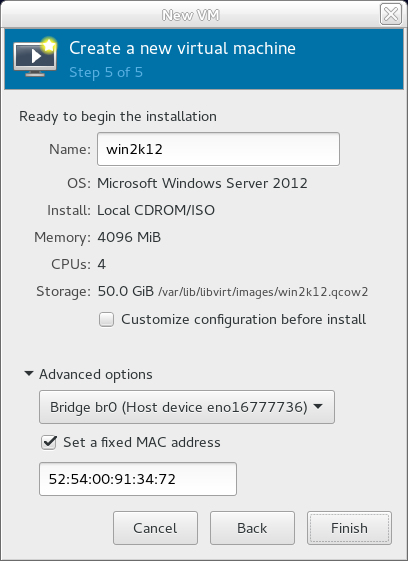 New VM
Create a new virtual machine
Step 5 of 5
Ready to begin the installation
Name: win2k12
OS: Microsoft Windows Server 2012
Install: Local CDROM/ISO
Memory: 4096 MiB
CPUs: 4
Storage: 50.0 GiB /var/lib/libvirt/images/win2k12.qcow2
Customize configuration before install
Advanced options
Bridge br0 (Host device eno16777736)
Set a fixed MAC address
52:54:00:91:34:72
Cancel Back Finish